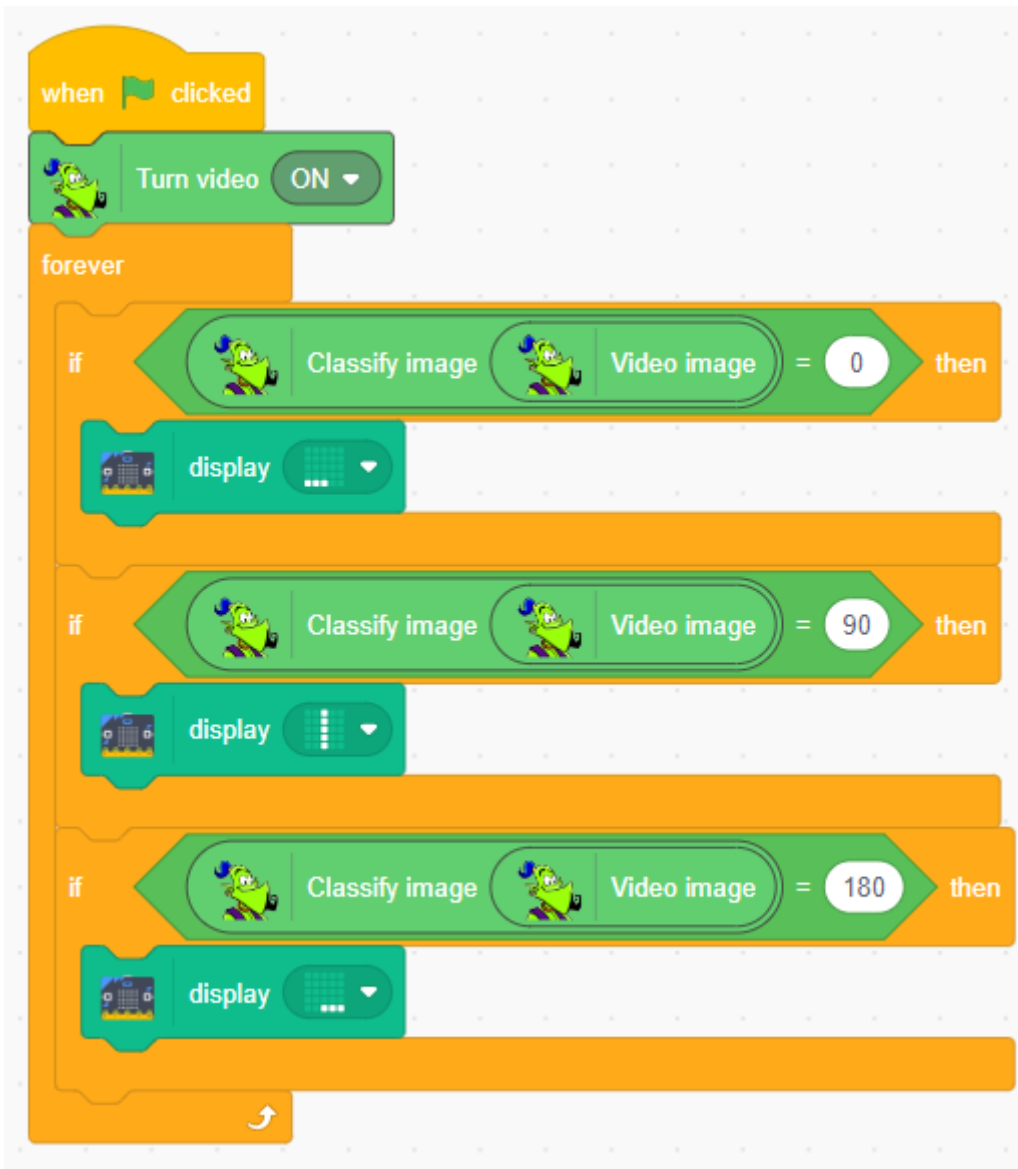 when clicked
Turn video ON
forever
if Classify image Video image = 0 then
display
if Classify image Video image = 90 then
display
if Classify image Video image = 180 then
display